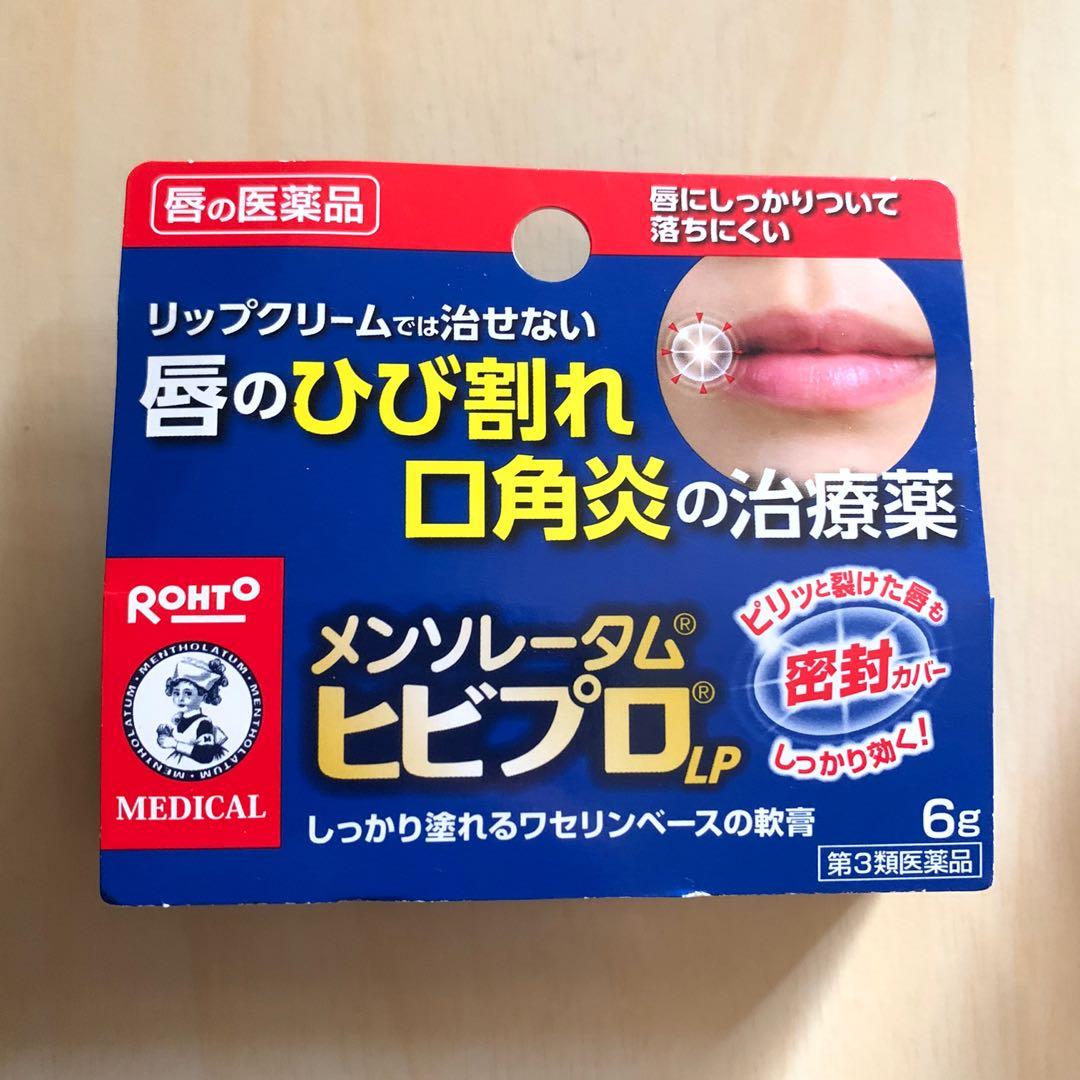 唇の医薬品
唇にしっかりついて
落ちにくい
リップクリームでは治せない
唇のひび割れ
口角炎の治療薬
ROHTO
MENTHOLATUM・MENTHOLATUM・MENTHOLATUM・
MEDICAL
メンソレータム®
ヒビプロ®LP
ピリッと裂けた唇も
密封カバー
しっかり効く!
しっかり塗れるワセリンベースの軟膏
6g
第3類医薬品